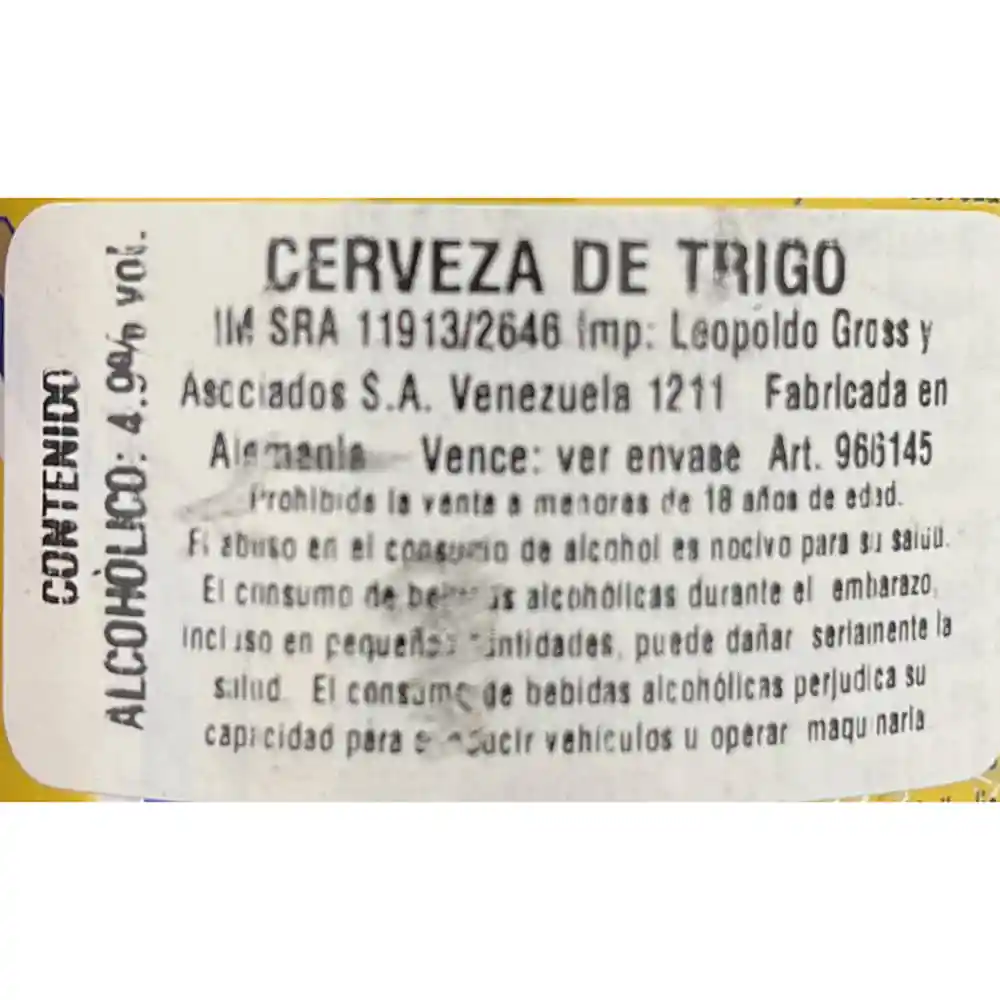 CONTENIDO
ALCOHÓLICO: 4.9% vol.
CERVEZA DE TRIGO
IM SRA 11913/2646 Imp: Leopoldo Gross y
Asociados S.A. Venezuela 1211 Fabricada en
Alemania Vence: ver envase Art. 966145
Prohibida la venta a menores de 18 años de edad.
El abuso en el consumo de alcohol es nocivo para su salud.
El consumo de bebidas alcohólicas durante el embarazo,
incluso en pequeñas cantidades, puede dañar seriamente la
salud. El consumo de bebidas alcohólicas perjudica su
capacidad para conducir vehículos u operar maquinaria